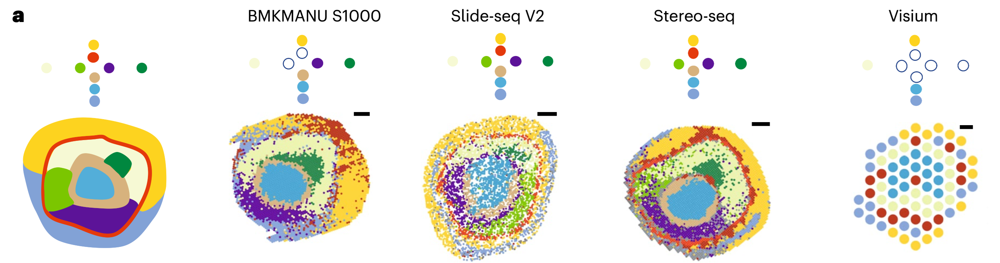 a
BMKMANU S1000
Slide-seq V2
Stereo-seq
Visium